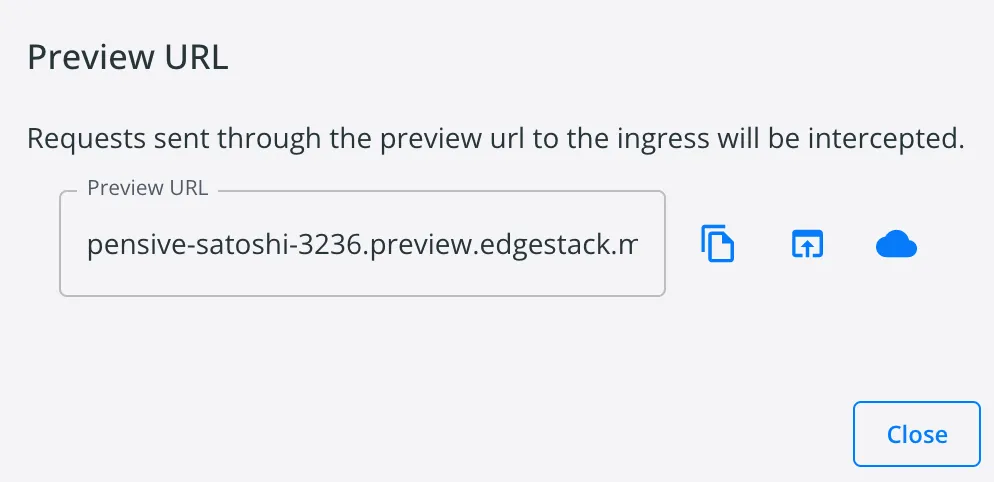 Preview URL
Requests sent through the preview url to the ingress will be intercepted.
Preview URL
pensive-satoshi-3236.preview.edgestack.m
Close